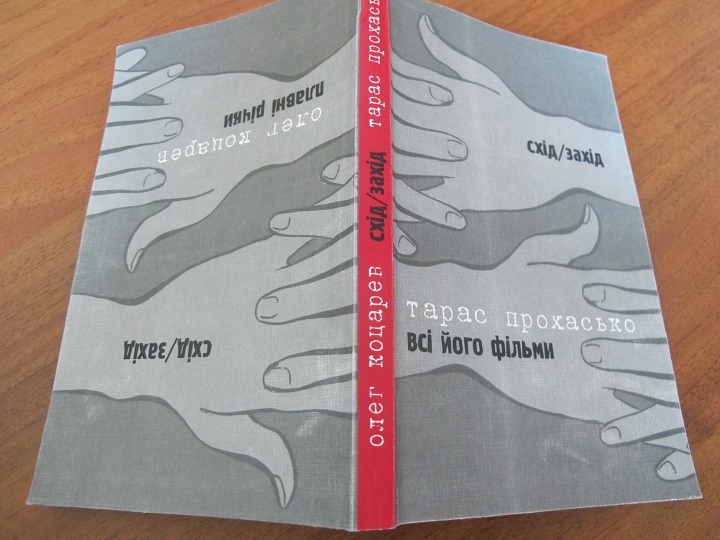 олег коцарев
плавні річки
схід/захід
олег коцарев схід/захід тарас прохасько
схід/захід
тарас прохасько
всі його фільми